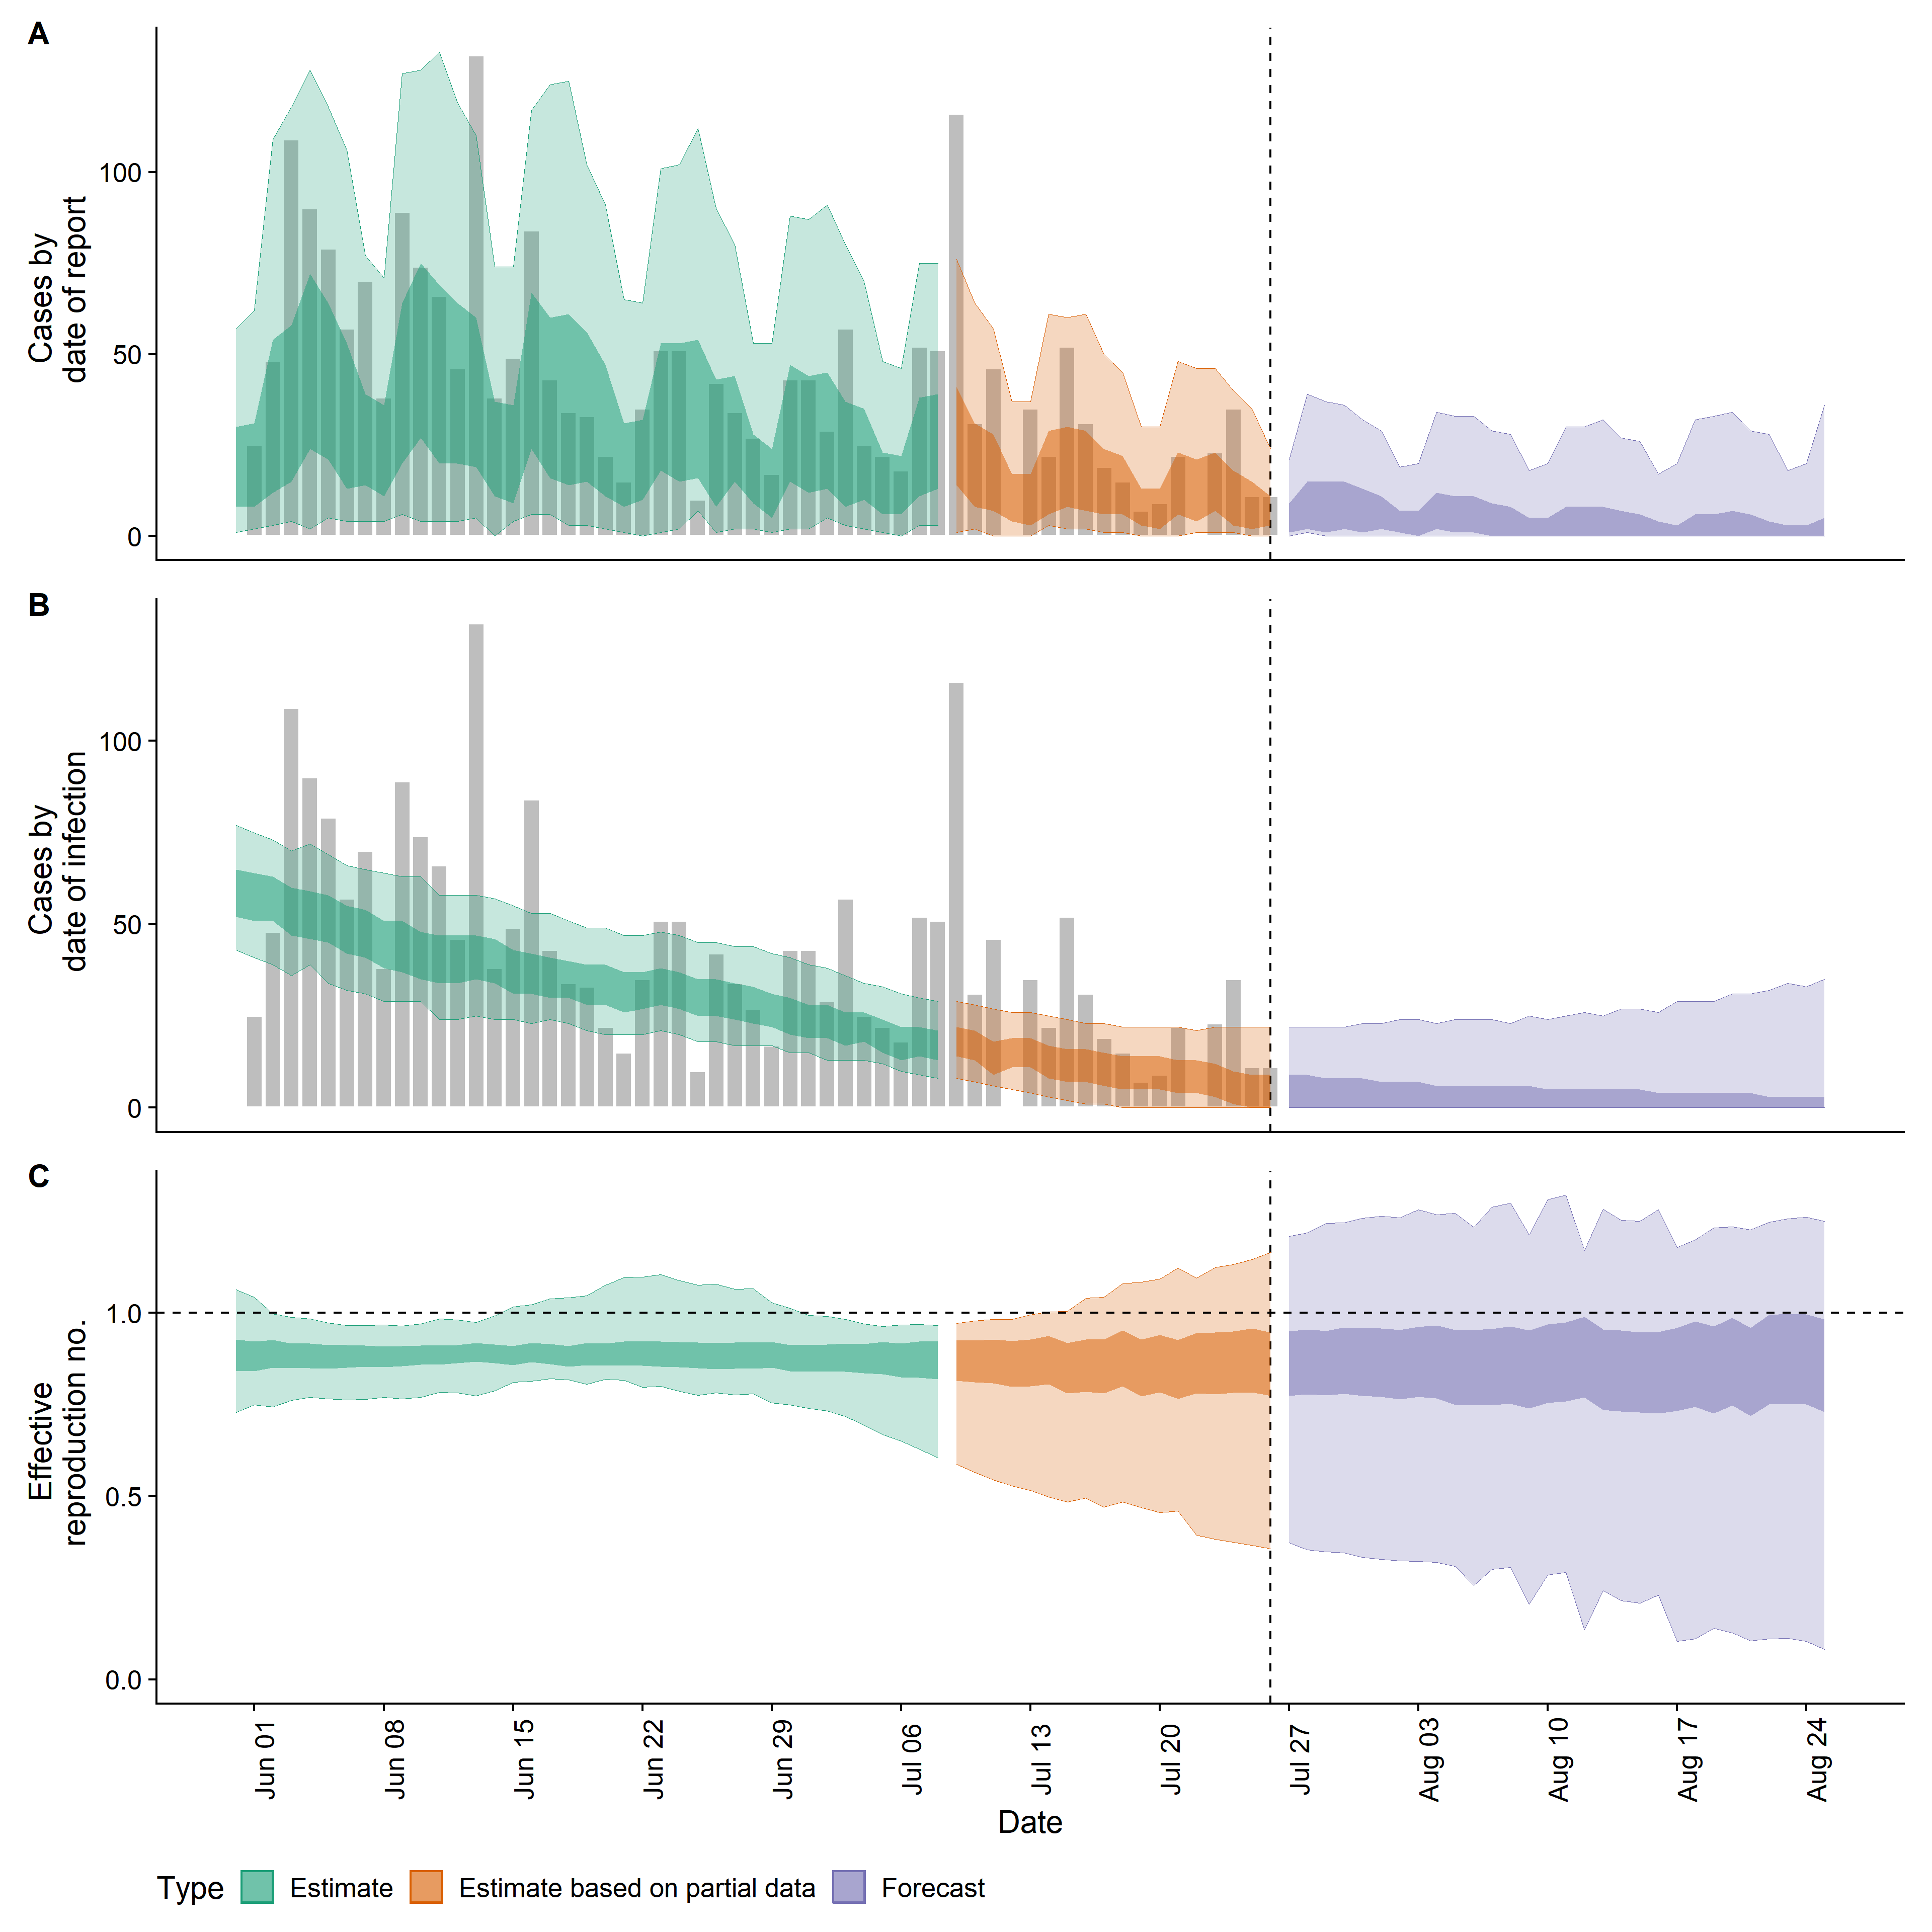 A
Cases by
date of report
100
50
0
B
Cases by
date of infection
100
50
0
C
Effective
reproduction no.
1.0
0.5
0.0
Jun 01
Jun 08
Jun 15
Jun 22
Jun 29
Jul 06
Jul 13
Jul 20
Jul 27
Aug 03
Aug 10
Aug 17
Aug 24
Date
Type Estimate Estimate based on partial data Forecast